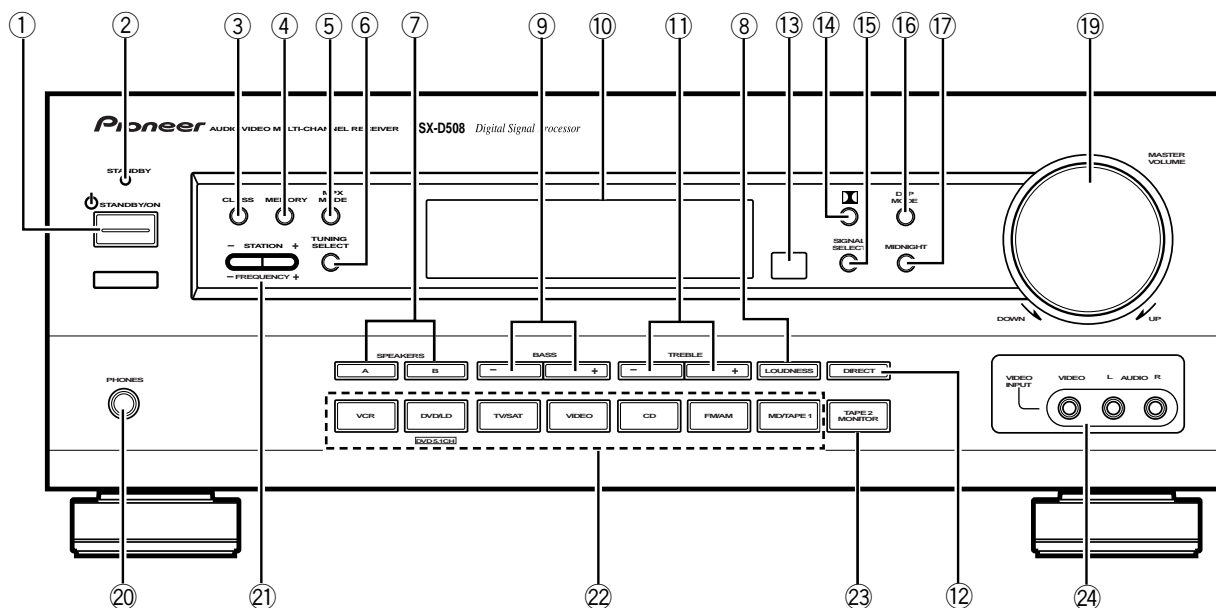 ① ② ③ ④ ⑤ ⑥ ⑦ ⑨ ⑩ ⑪ ⑧ ⑬ ⑭ ⑮ ⑯ ⑰ ⑲
Pioneer AUDIO/VIDEO MULTI-CHANNEL RECEIVER SX-D508 Digital Signal Processor
MASTER
VOLUME
STANDBY
STANDBY/ON
CLASS MEMORY MPX
MODE
DSP
MODE
− STATION +
TUNING
SELECT
SIGNAL
SELECT
MIDNIGHT
− FREQUENCY +
DOWN UP
SPEAKERS BASS TREBLE
A B − + − + LOUDNESS DIRECT
PHONES
VCR DVD/LD TV/SAT VIDEO CD FM/AM MD/TAPE 1 TAPE 2
MONITOR
DVD 5.1CH
VIDEO
INPUT
VIDEO L AUDIO R
⑳ ㉑ ㉒ ㉓ ⑫ ㉔